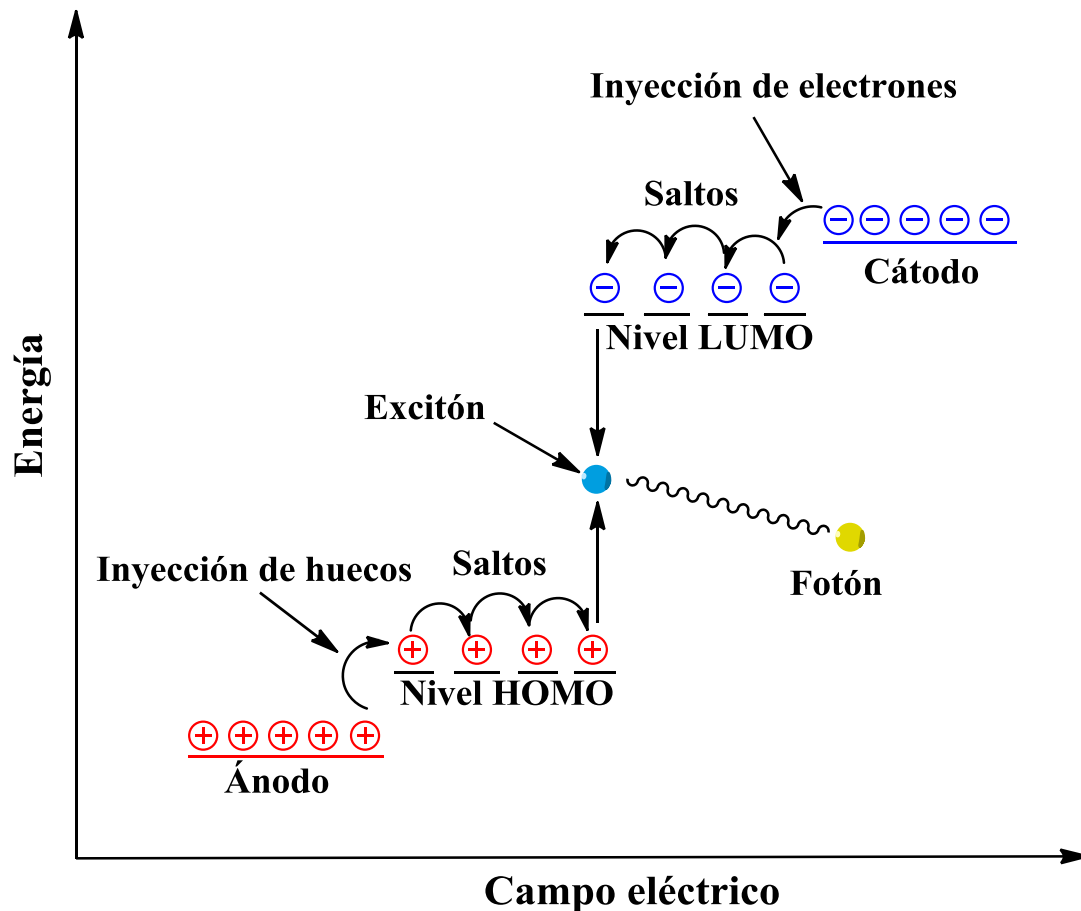 Inyección de electrones
Saltos
Cátodo
Nivel LUMO
Energía
Excitón
Saltos
Inyección de huecos
Fotón
Nivel HOMO
Ánodo
Campo eléctrico